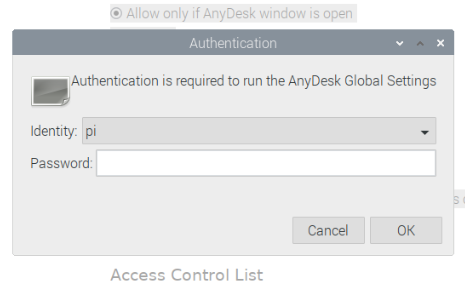 Allow only if AnyDesk window is open
Authentication
Authentication is required to run the AnyDesk Global Settings
Identity: pi
Password:
Cancel OK
Access Control List